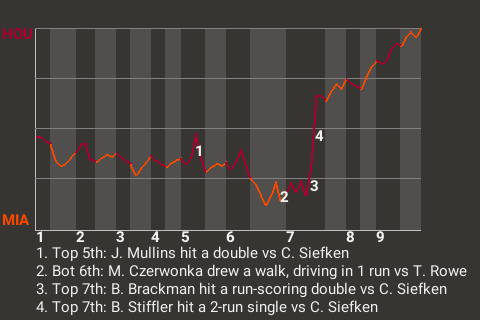 HOU
1
4
2
3
MIA
1 2 3 4 5 6 7 8 9
1. Top 5th: J. Mullins hit a double vs C. Siefken
2. Bot 6th: M. Czerwonka drew a walk, driving in 1 run vs T. Rowe
3. Top 7th: B. Brackman hit a run-scoring double vs C. Siefken
4. Top 7th: B. Stiffler hit a 2-run single vs C. Siefken